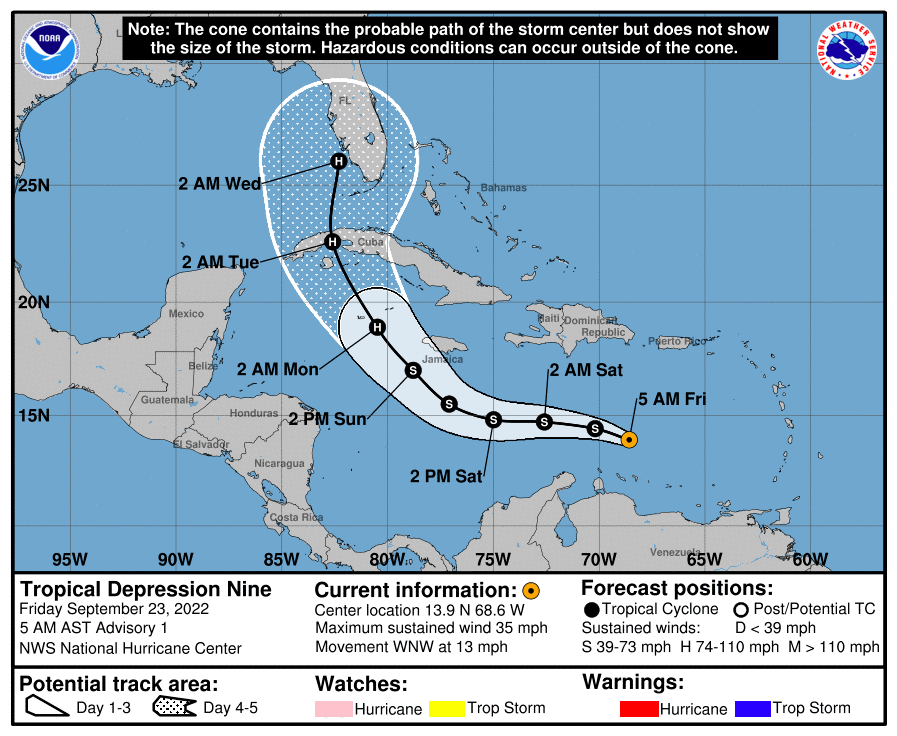 Note: The cone contains the probable path of the storm center but does not show
the size of the storm. Hazardous conditions can occur outside of the cone.
NOAA
NATIONAL WEATHER SERVICE
FL
2 AM Wed
25N
Bahamas
Cuba
2 AM Tue
20N
Mexico
Haiti
Dominican
Republic
Puerto Rico
Jamaica
Belize
2 AM Mon
2 AM Sat
5 AM Fri
Guatemala
15N
Honduras
2 PM Sun
El Salvador
Nicaragua
2 PM Sat
Costa Rica
Venezuela
95W
90W
85W
80W
75W
70W
65W
60W
H
H
H
S
S
S
S
S
Tropical Depression Nine
Friday September 23, 2022
5 AM AST Advisory 1
NWS National Hurricane Center
Current information:
Center location 13.9 N 68.6 W
Maximum sustained wind 35 mph
Movement WNW at 13 mph
Forecast positions:
Tropical Cyclone Post/Potential TC
Sustained winds: D < 39 mph
S 39-73 mph H 74-110 mph M > 110 mph
Potential track area:
Day 1-3 Day 4-5
Watches:
Hurricane Trop Storm
Warnings:
Hurricane Trop Storm